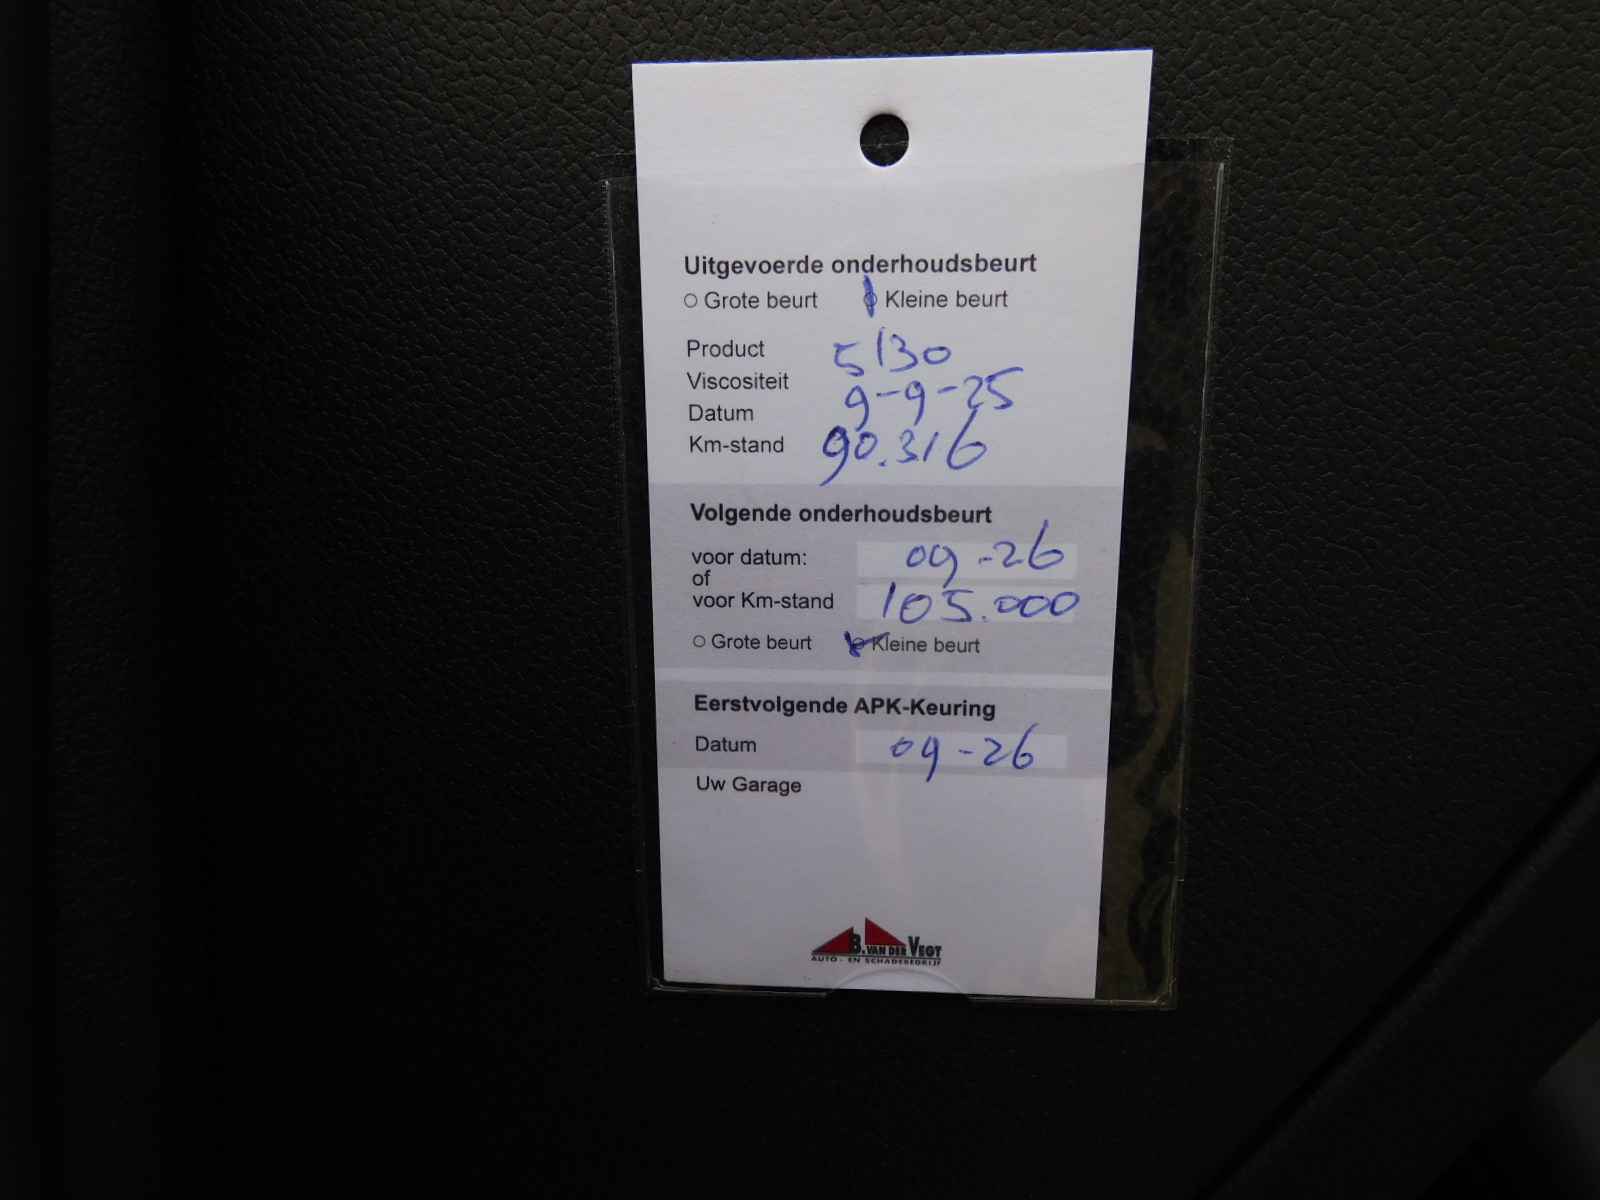 Uitgevoerde onderhoudsbeurt
Grote beurt Kleine beurt
Product 5/30
Viscositeit
Datum 9-9-25
Km-stand 90.316
Volgende onderhoudsbeurt
voor datum: 09-26
of
voor Km-stand 105.000
Grote beurt Kleine beurt
Eerstvolgende APK-Keuring
Datum 09-26
Uw Garage
B. VAN DER VEGT
AUTO- EN SCHADEBEDRIJF